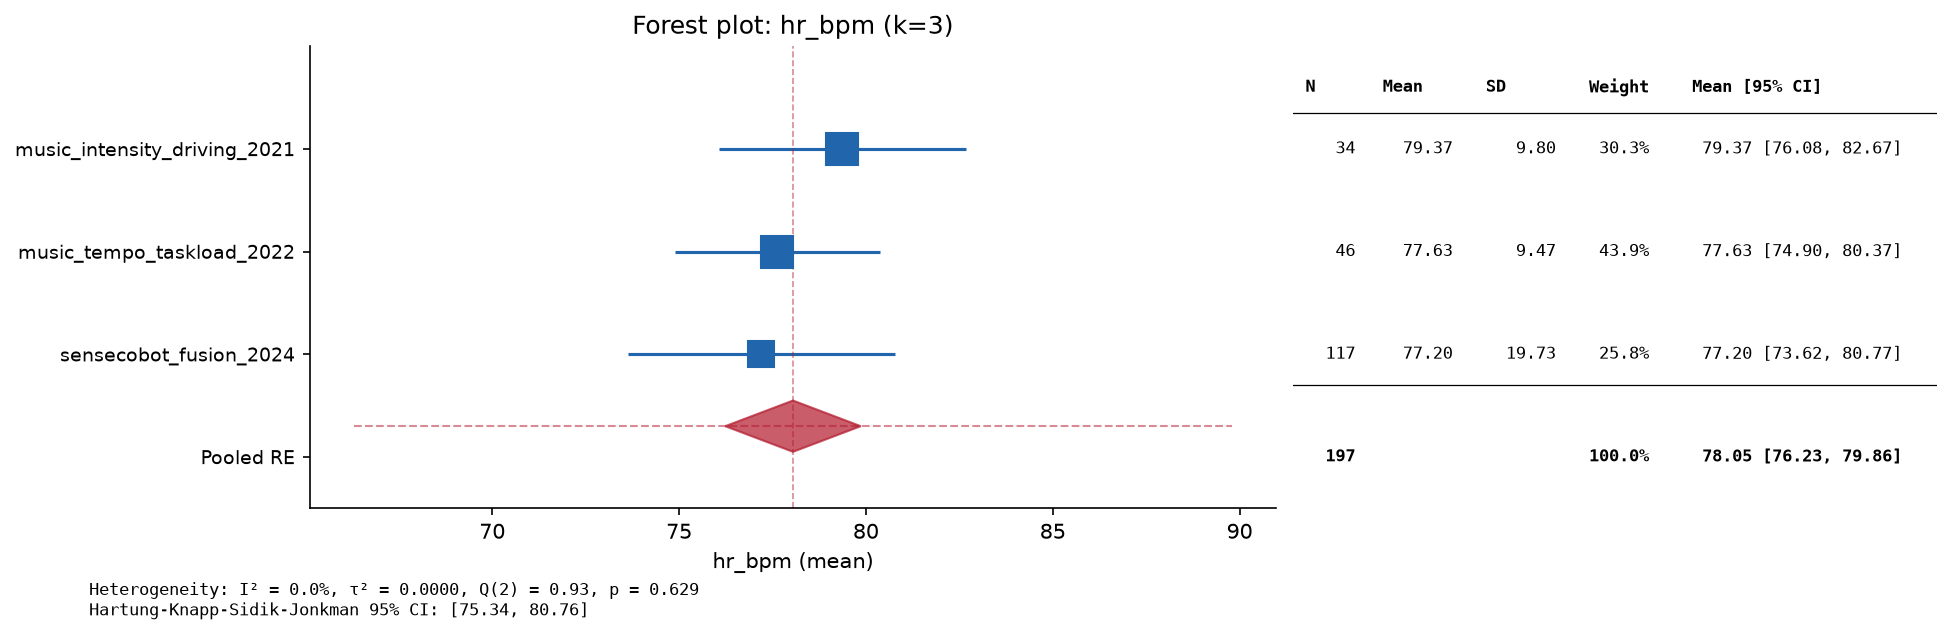 Forest plot: hr_bpm (k=3)
N Mean SD Weight Mean [95% CI]
music_intensity_driving_2021 34 79.37 9.80 30.3% 79.37 [76.08, 82.67]
music_tempo_taskload_2022 46 77.63 9.47 43.9% 77.63 [74.90, 80.37]
sensecobot_fusion_2024 117 77.20 19.73 25.8% 77.20 [73.62, 80.77]
Pooled RE 197 100.0% 78.05 [76.23, 79.86]
70 75 80 85 90
hr_bpm (mean)
Heterogeneity: I² = 0.0%, τ² = 0.0000, Q(2) = 0.93, p = 0.629
Hartung-Knapp-Sidik-Jonkman 95% CI: [75.34, 80.76]